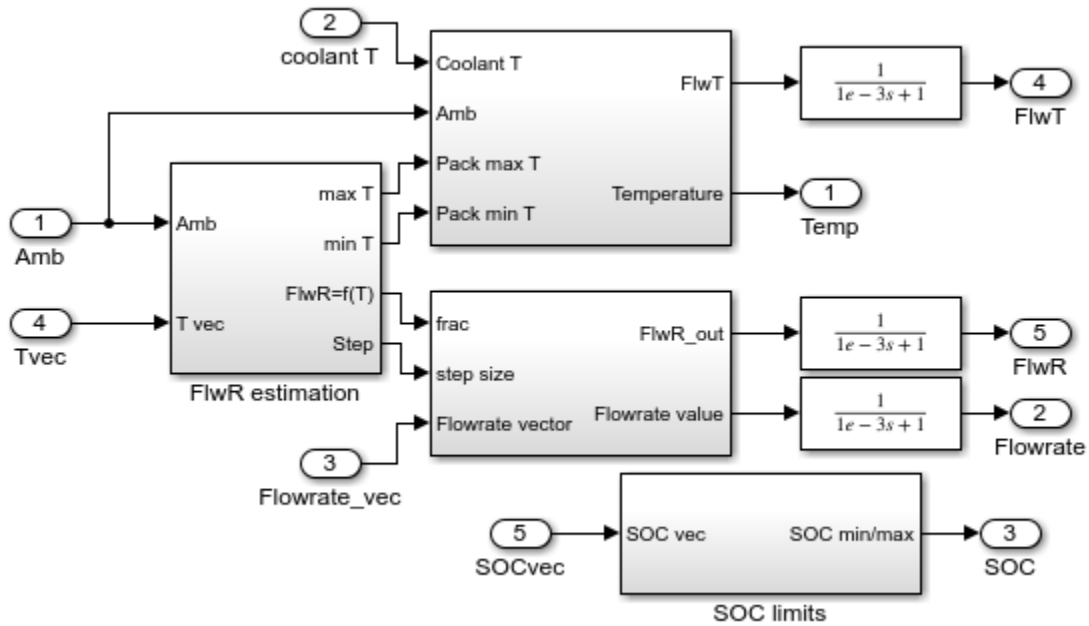 2
coolant T
Coolant T
Amb
Pack max T
Pack min T
FlwT
Temperature
1
1e − 3s + 1
4
FlwT
1
Temp
1
Amb
4
Tvec
Amb
T vec
max T
min T
FlwR=f(T)
Step
FlwR estimation
frac
step size
Flowrate vector
FlwR_out
Flowrate value
3
Flowrate_vec
1
1e − 3s + 1
5
FlwR
1
1e − 3s + 1
2
Flowrate
5
SOCvec
SOC vec
SOC min/max
SOC limits
3
SOC